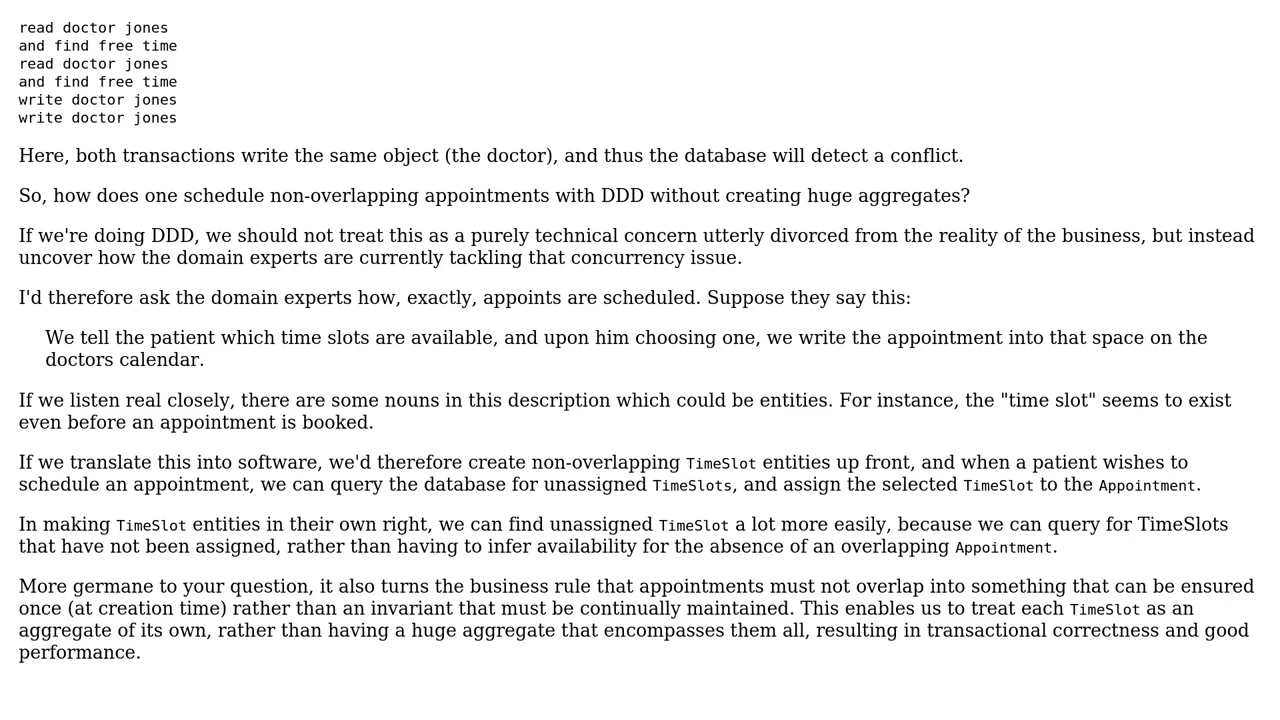 read doctor jones
and find free time
read doctor jones
and find free time
write doctor jones
write doctor jones
Here, both transactions write the same object (the doctor), and thus the database will detect a conflict.
So, how does one schedule non-overlapping appointments with DDD without creating huge aggregates?
If we're doing DDD, we should not treat this as a purely technical concern utterly divorced from the reality of the business, but instead
uncover how the domain experts are currently tackling that concurrency issue.
I'd therefore ask the domain experts how, exactly, appoints are scheduled. Suppose they say this:
We tell the patient which time slots are available, and upon him choosing one, we write the appointment into that space on the
doctors calendar.
If we listen real closely, there are some nouns in this description which could be entities. For instance, the "time slot" seems to exist
even before an appointment is booked.
If we translate this into software, we'd therefore create non-overlapping TimeSlot entities up front, and when a patient wishes to
schedule an appointment, we can query the database for unassigned TimeSlots, and assign the selected TimeSlot to the Appointment.
In making TimeSlot entities in their own right, we can find unassigned TimeSlot a lot more easily, because we can query for TimeSlots
that have not been assigned, rather than having to infer availability for the absence of an overlapping Appointment.
More germane to your question, it also turns the business rule that appointments must not overlap into something that can be ensured
once (at creation time) rather than an invariant that must be continually maintained. This enables us to treat each TimeSlot as an
aggregate of its own, rather than having a huge aggregate that encompasses them all, resulting in transactional correctness and good
performance.